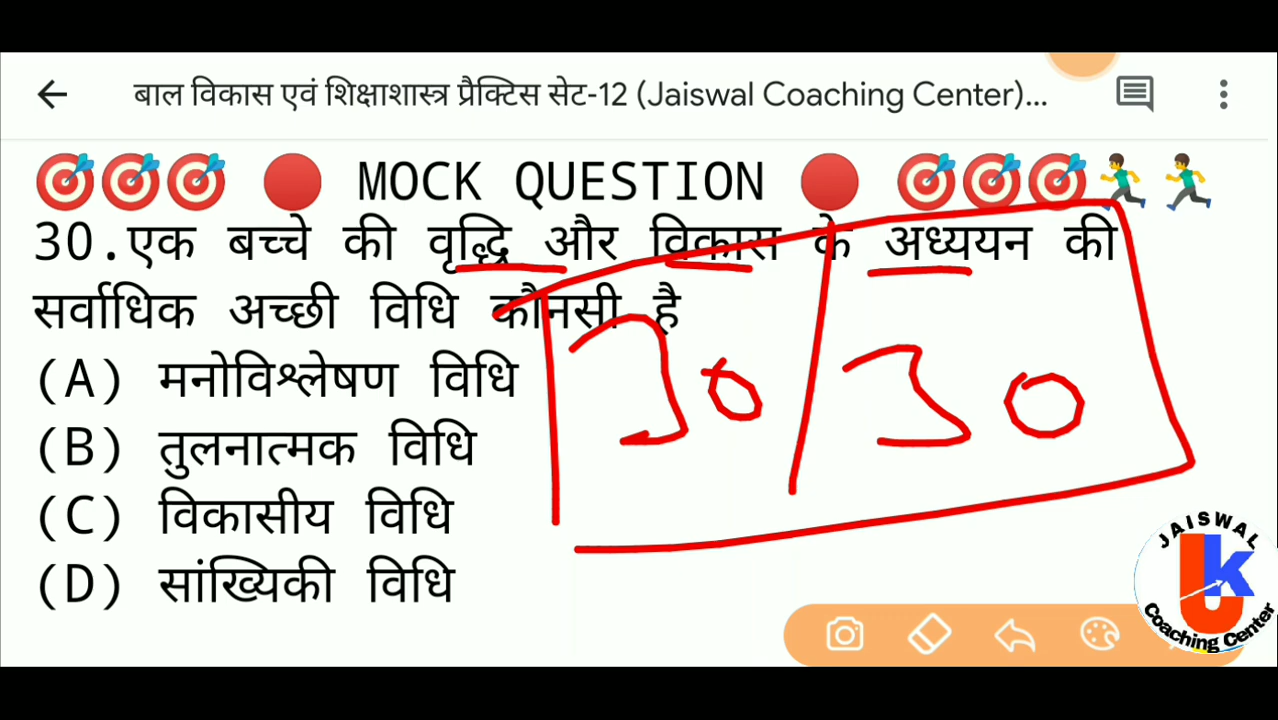 बाल विकास एवं शिक्षाशास्त्र प्रैक्टिस सेट-12 (Jaiswal Coaching Center)...
MOCK QUESTION
30.एक बच्चे की वृद्धि और विकास के अध्ययन की
सर्वाधिक अच्छी विधि कौनसी है
(A) मनोविश्लेषण विधि
(B) तुलनात्मक विधि
(C) विकासीय विधि
(D) सांख्यिकी विधि
30 30
JAISWAL
UK
Coaching Center